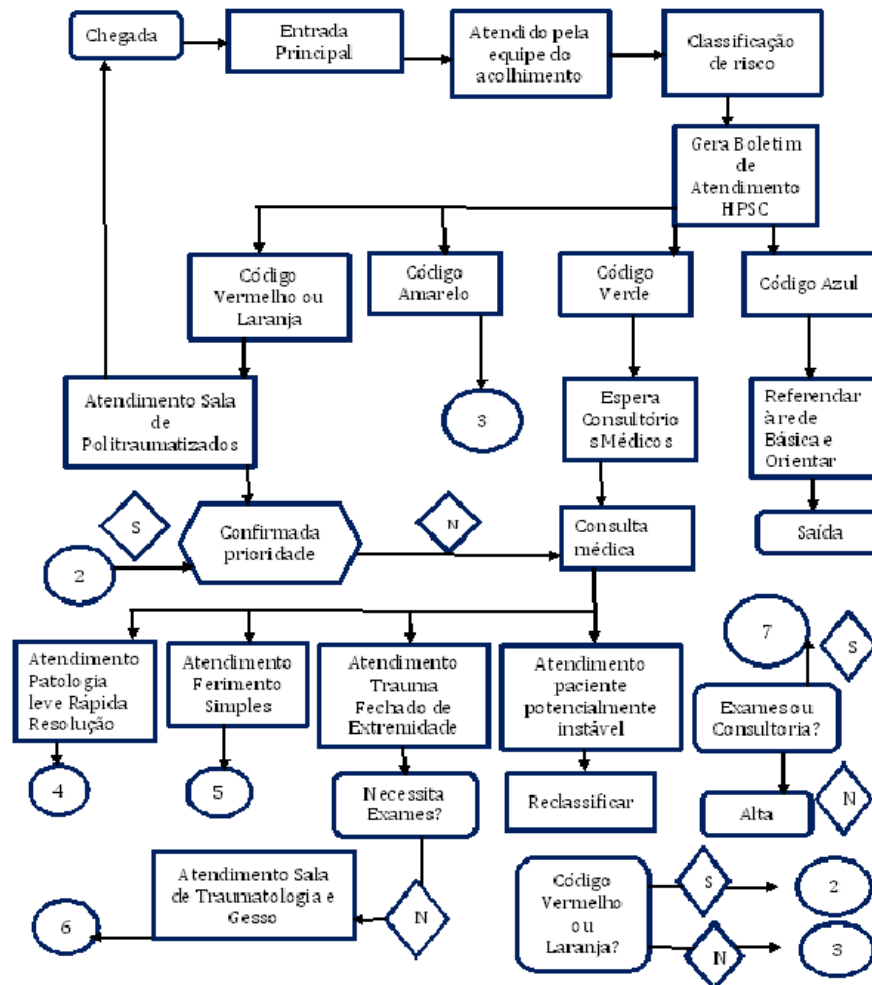 Chegada
Entrada
Principal
Atendido pela
equipe do
acolhimento
Classificação
de risco
Gera Boletim
de
Atendimento
HPSC
Código
Vermelho ou
Laranja
Código
Amarelo
Código
Verde
Código Azul
Atendimento Sala
de
Politraumatizados
3
Espera
Consultório
s Médicos
Referendar
à rede
Básica e
Orientar
S
Confirmada
prioridade
N
Consulta
médica
Saída
2
7
S
Atendimento
Patologia
leve Rápida
Resolução
Atendimento
Ferimento
Simples
Atendimento
Trauma
Fechado de
Extremidade
Atendimento
paciente
potencialmente
instável
Exames ou
Consultoria?
4
5
Necessita
Exames?
Reclassificar
Alta
N
Atendimento Sala
de Traumatologia e
Gesso
N
6
Código
Vermelho
ou
Laranja?
S
2
N
3